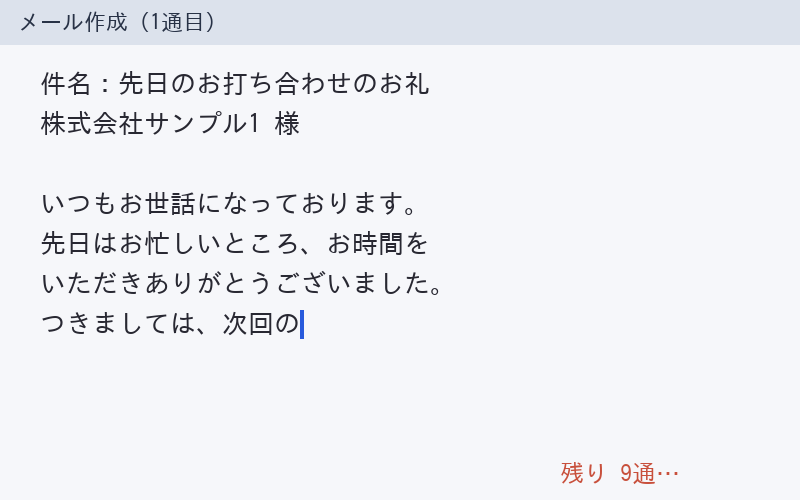 メール作成（1通目）
件名：先日のお打ち合わせのお礼
株式会社サンプル1 様
いつもお世話になっております。
先日はお忙しいところ、お時間を
いただきありがとうございました。
つきましては、次回の
残り 9通…